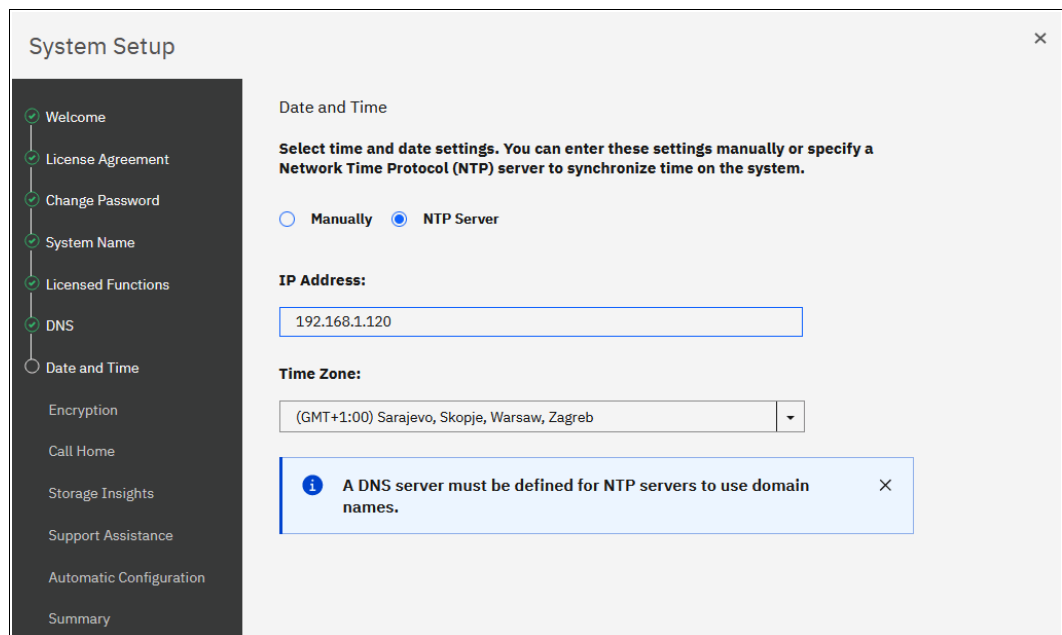 System Setup
Welcome
License Agreement
Change Password
System Name
Licensed Functions
DNS
Date and Time
Encryption
Call Home
Storage Insights
Support Assistance
Automatic Configuration
Summary
Date and Time
Select time and date settings. You can enter these settings manually or specify a
Network Time Protocol (NTP) server to synchronize time on the system.
Manually NTP Server
IP Address:
192.168.1.120
Time Zone:
(GMT+1:00) Sarajevo, Skopje, Warsaw, Zagreb
A DNS server must be defined for NTP servers to use domain
names.